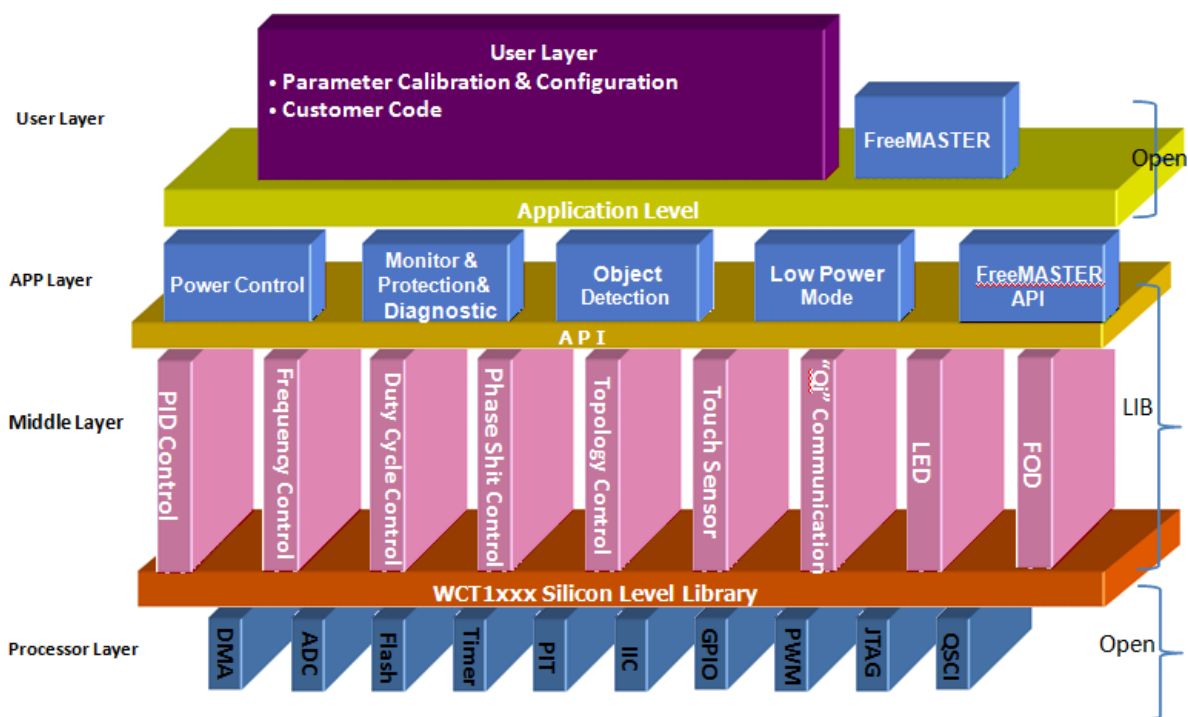 User Layer
• Parameter Calibration & Configuration
• Customer Code
User Layer
FreeMASTER
Open
Application Level
APP Layer
Power Control
Monitor &
Protection&
Diagnostic
Object
Detection
Low Power
Mode
FreeMASTER
API
A P I
Middle Layer
PID Control
Frequency Control
Duty Cycle Control
Phase Shit Control
Topology Control
Touch Sensor
“Qi” Communication
LED
FOD
LIB
WCT1xxx Silicon Level Library
Processor Layer
DMA
ADC
Flash
Timer
PIT
IIC
GPIO
PWM
JTAG
QSCI
Open